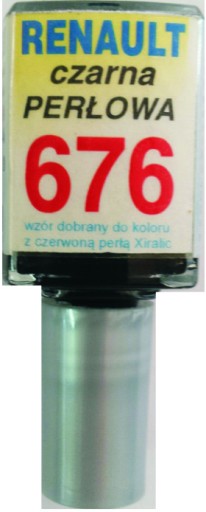 RENAULT
czarna
PERŁOWA
676
wzór dobrany do koloru
z czerwoną perłą Xiralic